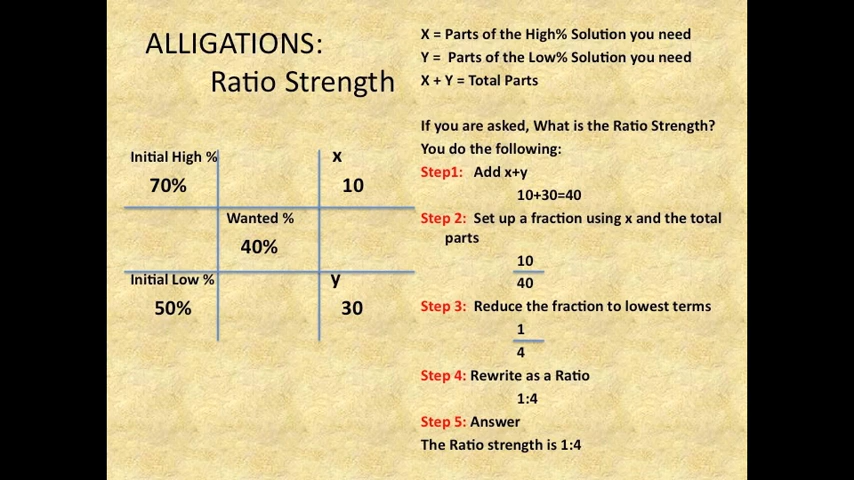 ALLIGATIONS:
Ratio Strength
Initial High %
x
70%
10
Wanted %
40%
Initial Low %
y
50%
30
X = Parts of the High% Solution you need
Y = Parts of the Low% Solution you need
X + Y = Total Parts
If you are asked, What is the Ratio Strength?
You do the following:
Step1: Add x+y
10+30=40
Step 2: Set up a fraction using x and the total
parts
10
40
Step 3: Reduce the fraction to lowest terms
1
4
Step 4: Rewrite as a Ratio
1:4
Step 5: Answer
The Ratio strength is 1:4